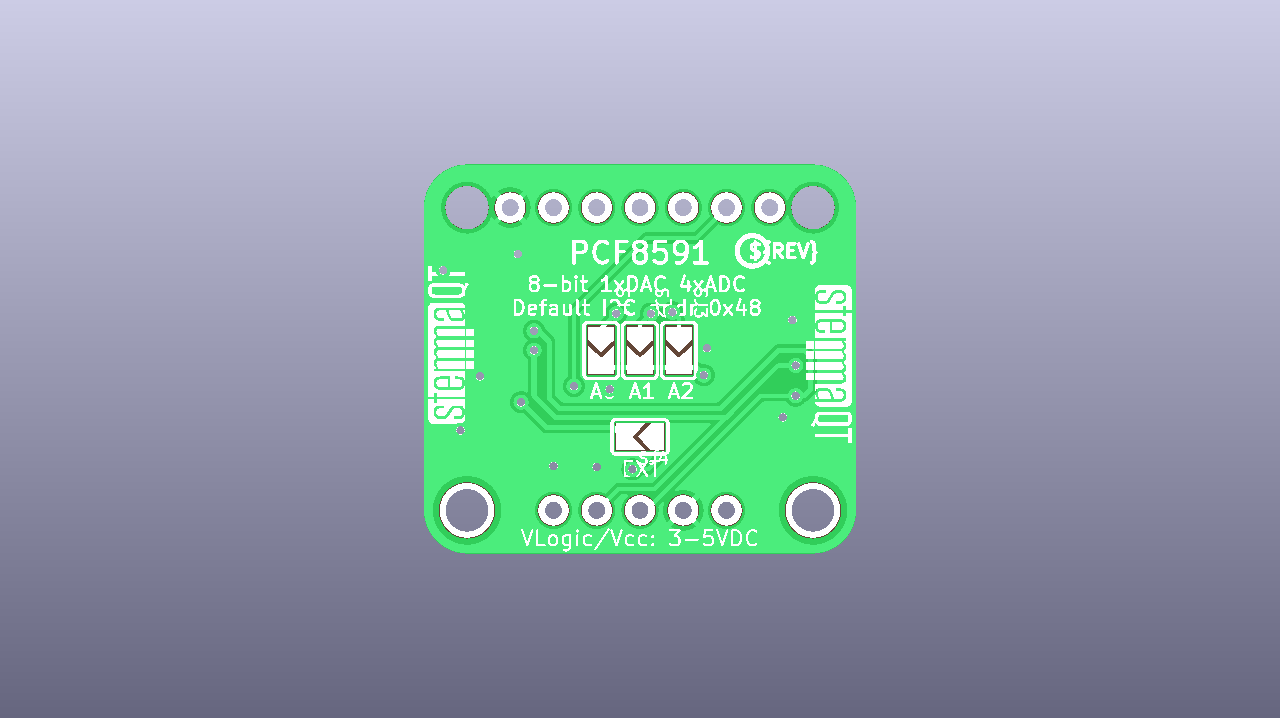 PCF8591 ${REV}
8-bit 1xDAC 4xADC
Default I2C Addr 0x48
stemmaQT
stemmaQT
A0 A1 A2
EXT
VLogic/Vcc: 3-5VDC